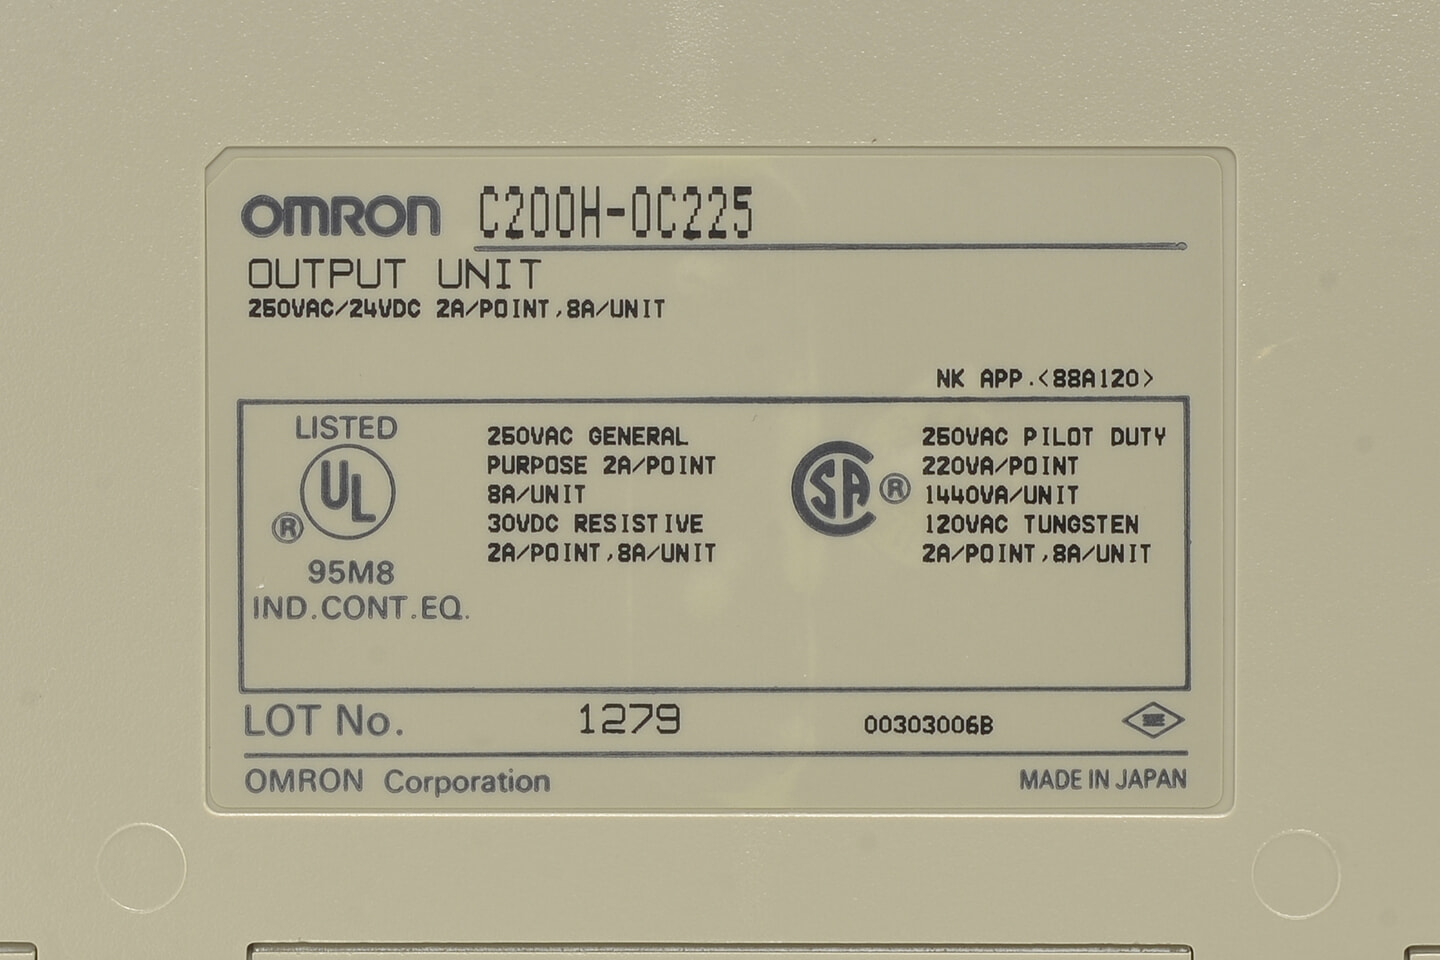 OMRON C200H-OC225
OUTPUT UNIT
250VAC/24VDC 2A/POINT,8A/UNIT
NK APP.<88A120>
LISTED
UL
®
95M8
IND.CONT.EQ.
250VAC GENERAL
PURPOSE 2A/POINT
8A/UNIT
30VDC RESISTIVE
2A/POINT,8A/UNIT
SA ®
250VAC PILOT DUTY
220VA/POINT
1440VA/UNIT
120VAC TUNGSTEN
2A/POINT,8A/UNIT
LOT No. 1279 00303006B
OMRON Corporation MADE IN JAPAN